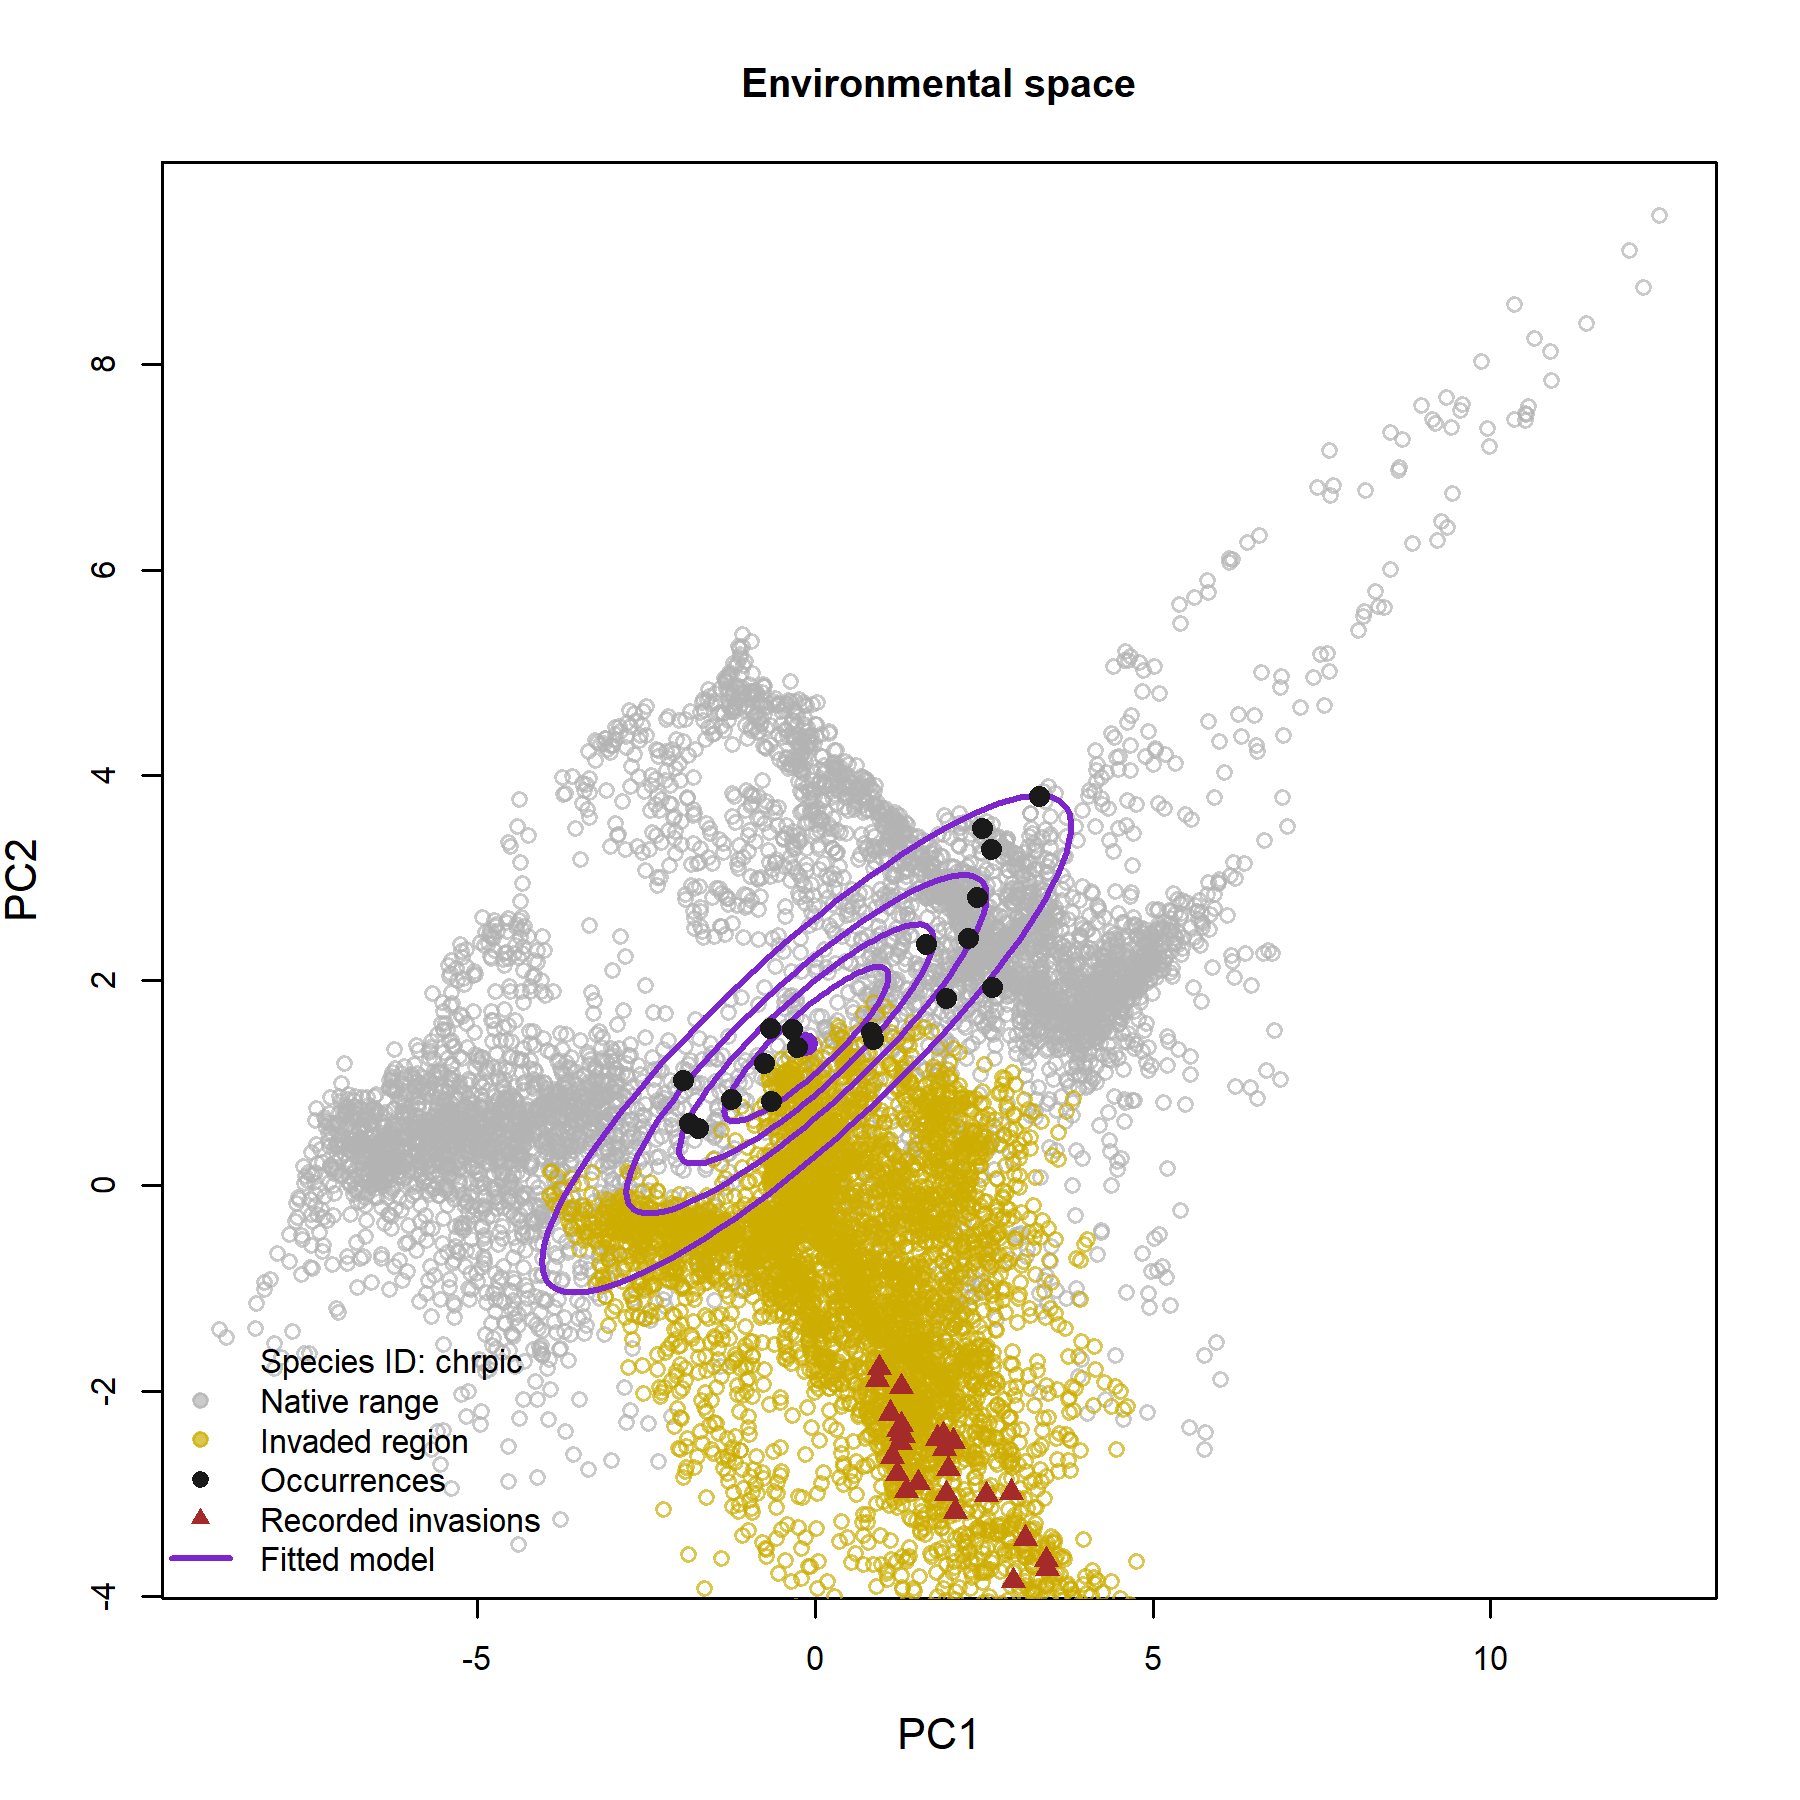 Environmental space
PC2
8
6
4
2
0
-2
-4
Species ID: chrpic
Native range
Invaded region
Occurrences
Recorded invasions
Fitted model
-5
0
5
10
PC1